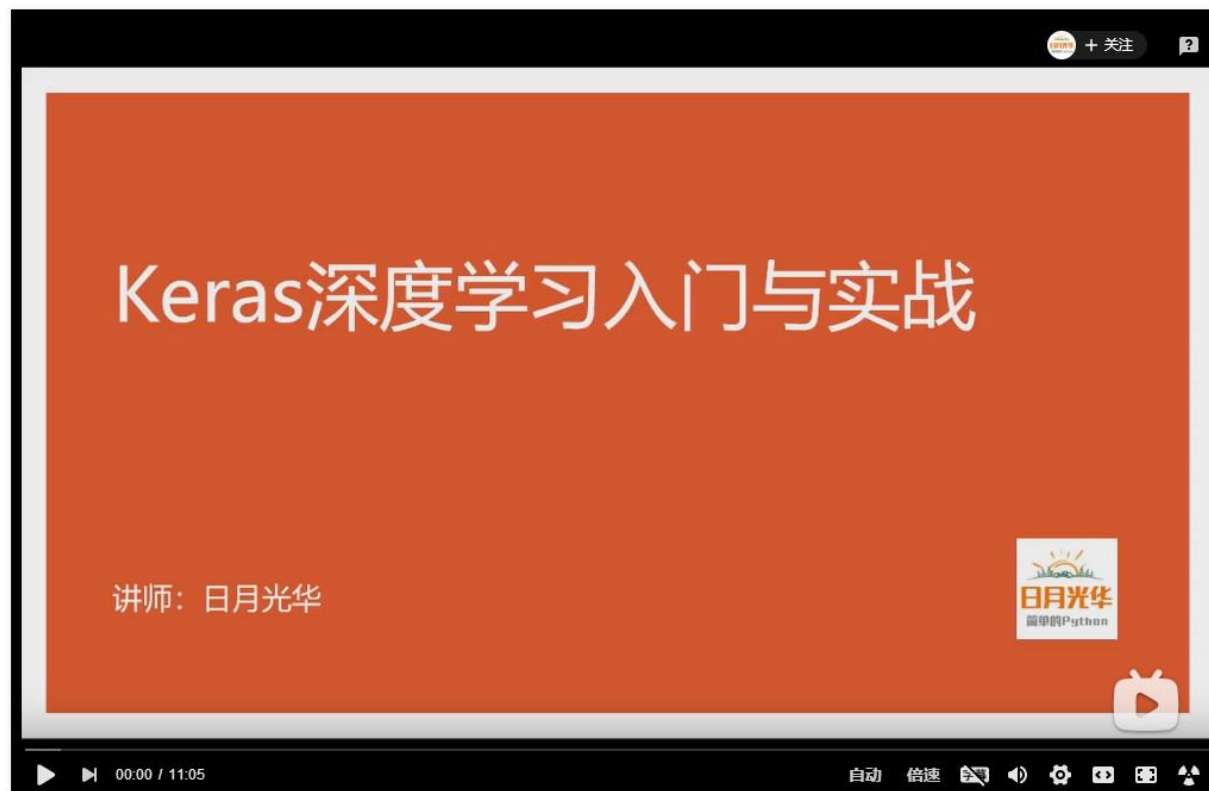 + 关注
Keras深度学习入门与实战
讲师：日月光华
日月光华
简单的Python
00:00 / 11:05
自动 倍速 字幕